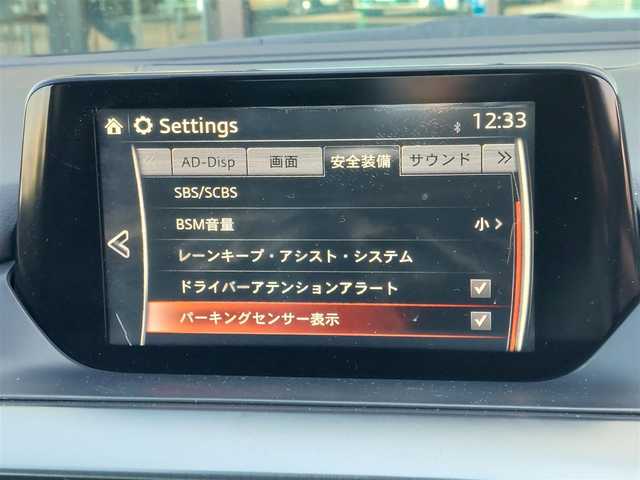 Settings 12:33
AD-Disp 画面 安全装備 サウンド
SBS/SCBS
BSM音量 小
レーンキープ・アシスト・システム
ドライバーアテンションアラート
パーキングセンサー表示